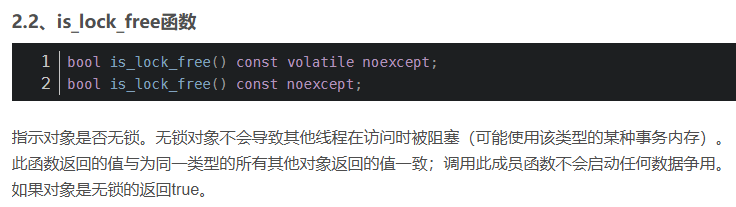 2.2、is_lock_free函数
1 bool is_lock_free() const volatile noexcept;
2 bool is_lock_free() const noexcept;
指示对象是否无锁。无锁对象不会导致其他线程在访问时被阻塞（可能使用该类型的某种事务内存）。
此函数返回的值与为同一类型的所有其他对象返回的值一致；调用此成员函数不会启动任何数据争用。
如果对象是无锁的返回true。